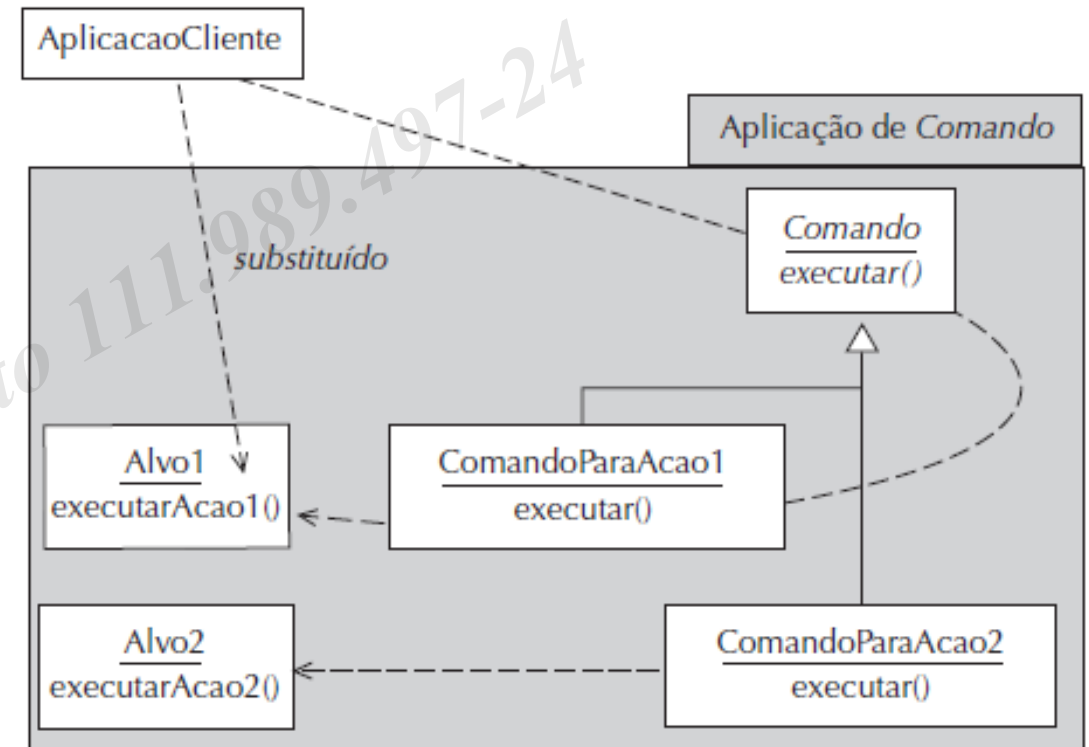 AplicacaoCliente
to 111.989.497-24
Aplicação de Comando
Comando
executar()
substituído
Alvo1
executarAcao1()
ComandoParaAcao1
executar()
Alvo2
executarAcao2()
ComandoParaAcao2
executar()